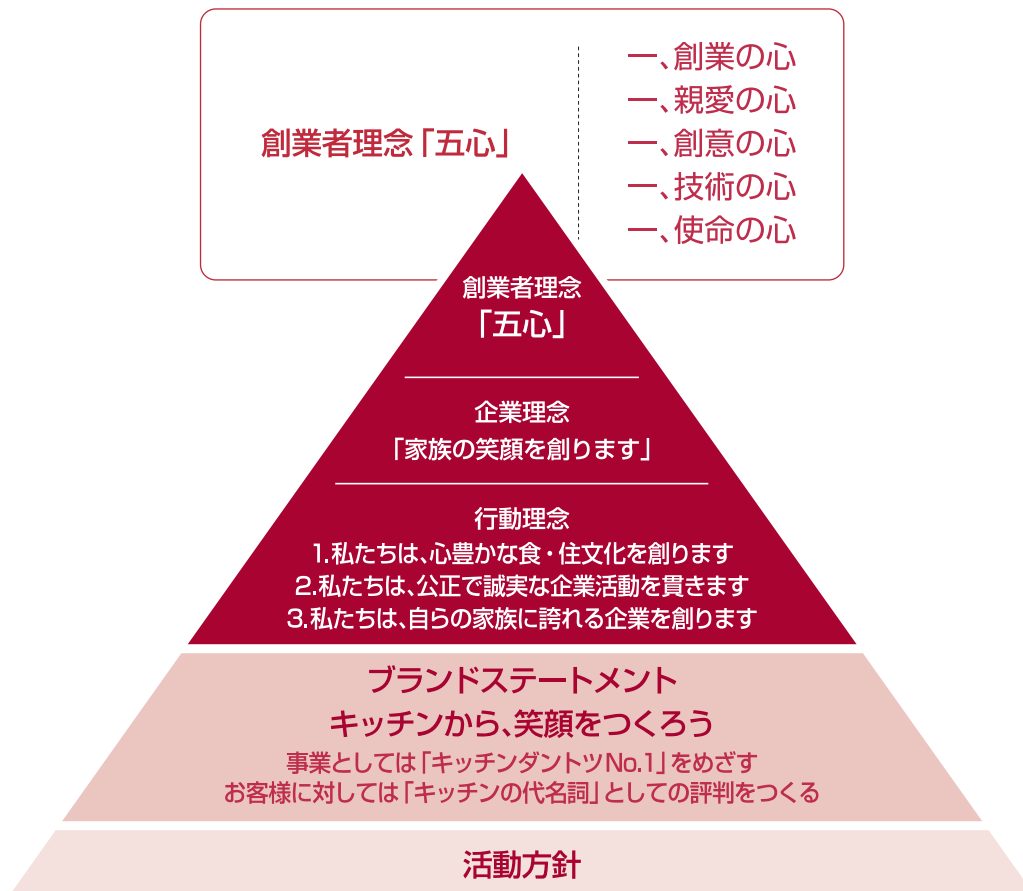 創業者理念「五心」
一、創業の心
一、親愛の心
一、創意の心
一、技術の心
一、使命の心
創業者理念
「五心」
企業理念
「家族の笑顔を創ります」
行動理念
1.私たちは、心豊かな食・住文化を創ります
2.私たちは、公正で誠実な企業活動を貫きます
3.私たちは、自らの家族に誇れる企業を創ります
ブランドステートメント
キッチンから、笑顔をつくろう
事業としては「キッチンダントツNo.1」をめざす
お客様に対しては「キッチンの代名詞」としての評判をつくる
活動方針